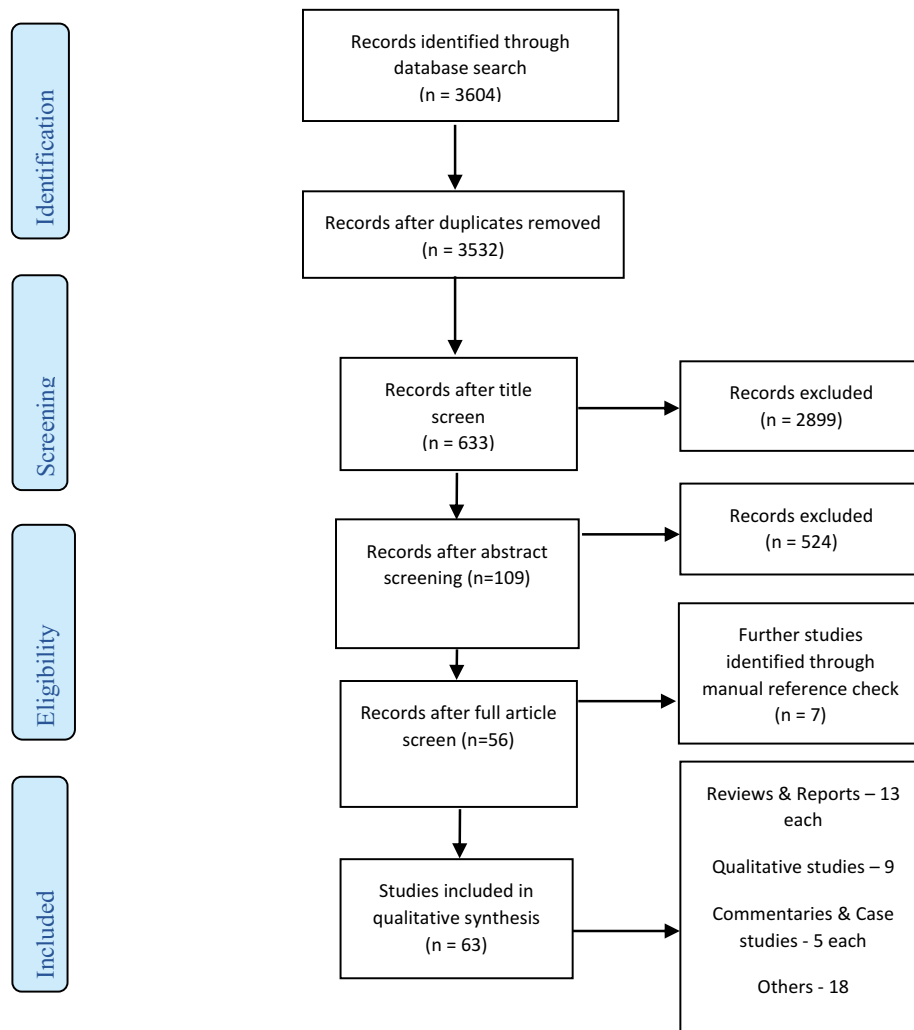 Identification
Records identified through
database search
(n = 3604)
Records after duplicates removed
(n = 3532)
Screening
Records after title
screen
(n = 633)
Records excluded
(n = 2899)
Records after abstract
screening (n=109)
Records excluded
(n = 524)
Eligibility
Further studies
identified through
manual reference check
(n = 7)
Records after full article
screen (n=56)
Included
Studies included in
qualitative synthesis
(n = 63)
Reviews & Reports – 13
each
Qualitative studies – 9
Commentaries & Case
studies - 5 each
Others - 18